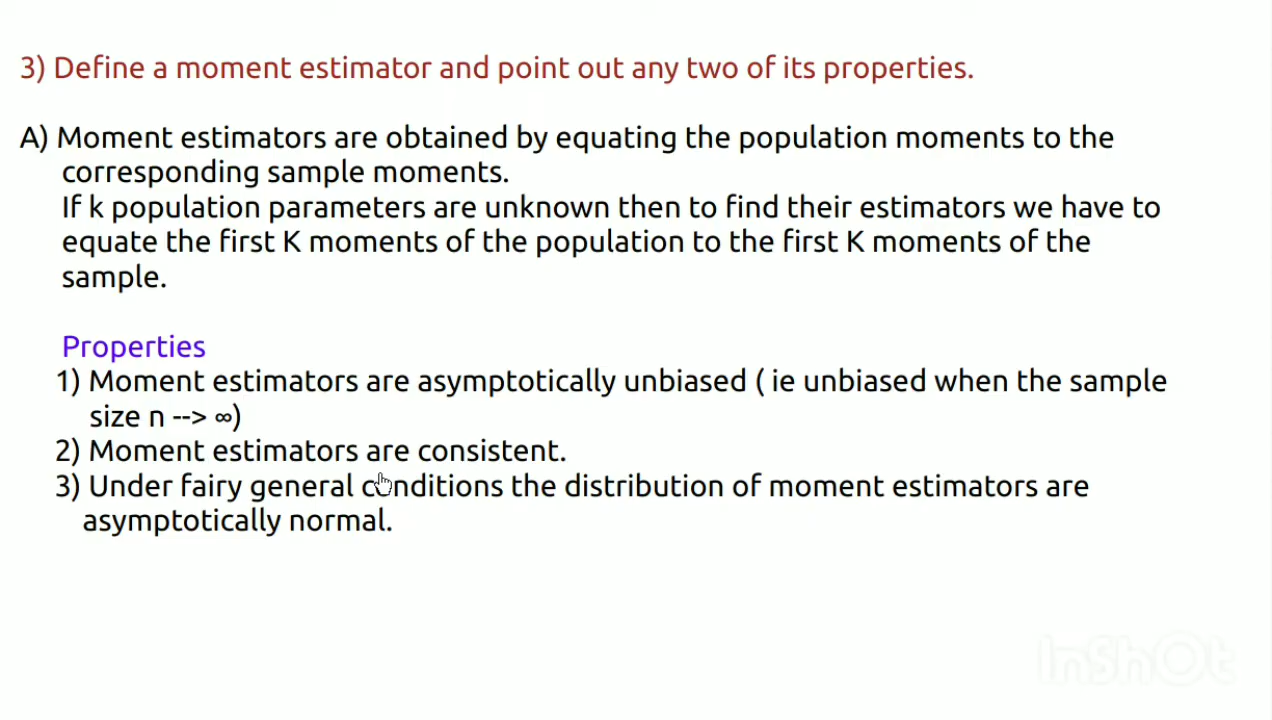 3) Define a moment estimator and point out any two of its properties.
A) Moment estimators are obtained by equating the population moments to the
corresponding sample moments.
If k population parameters are unknown then to find their estimators we have to
equate the first K moments of the population to the first K moments of the
sample.
Properties
1) Moment estimators are asymptotically unbiased ( ie unbiased when the sample
size n --> ∞)
2) Moment estimators are consistent.
3) Under fairy general conditions the distribution of moment estimators are
asymptotically normal.
InShOt